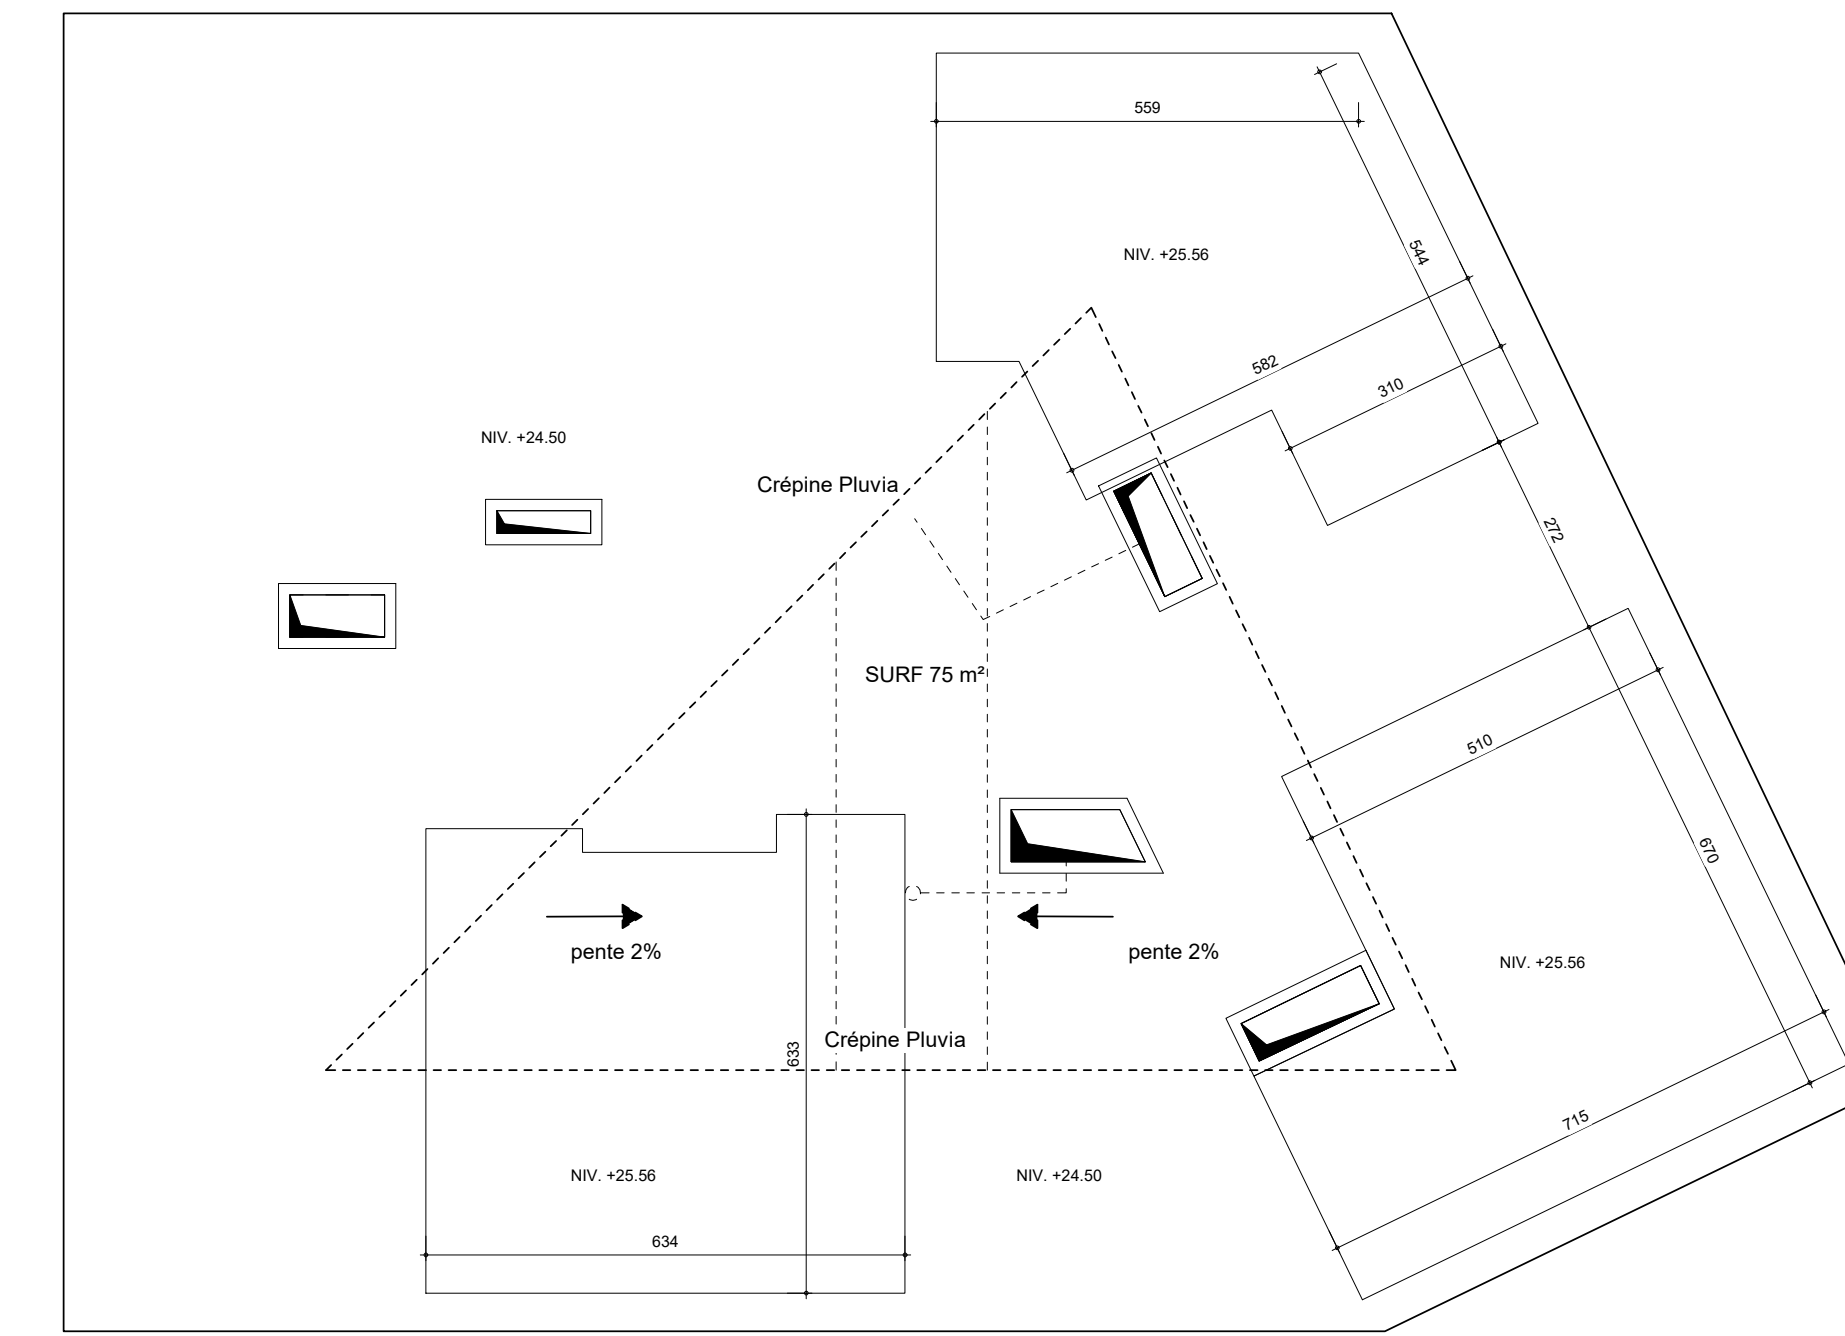 559
NIV. +25.56
544
582
310
NIV. +24.50
Crépine Pluvia
272
SURF 75 m²
510
670
pente 2%
pente 2%
NIV. +25.56
Crépine Pluvia
633
715
NIV. +25.56
NIV. +24.50
634